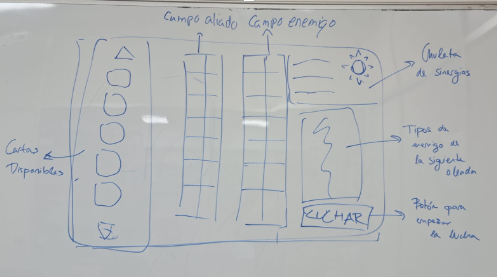 Campo aliado Campo enemigo
Chuleta
de sinergias
Cartas
Disponibles
Tipos de
enemigo de
la siguiente
oleada
LUCHAR
Botón para
empezar
la lucha